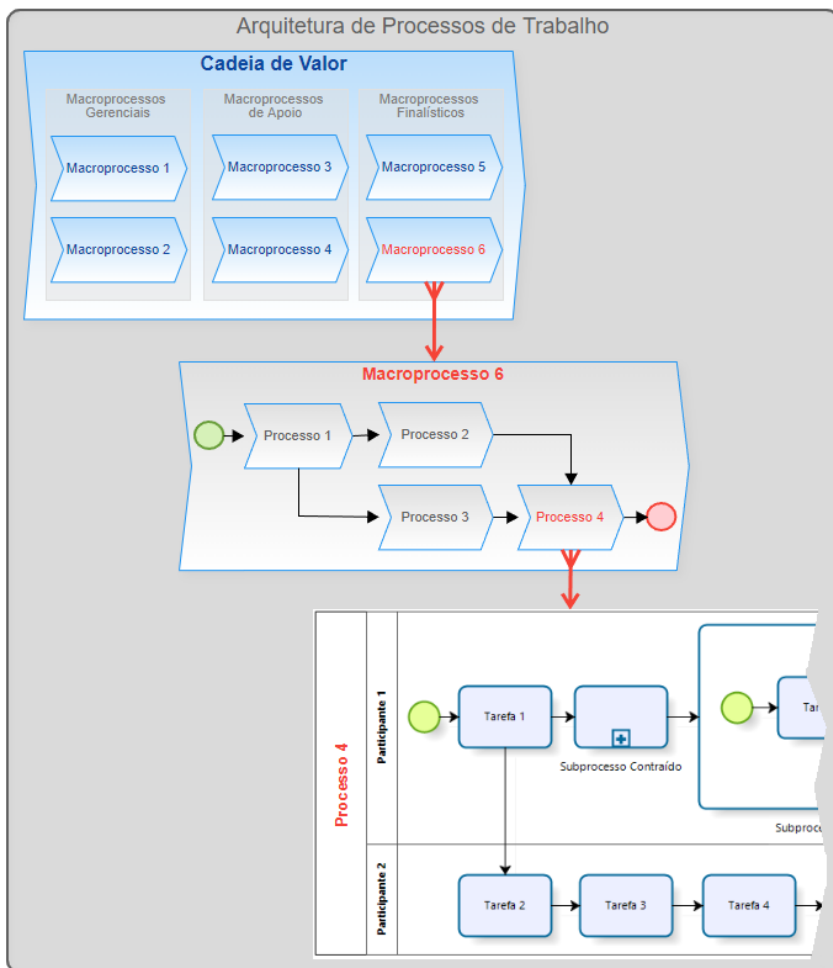 Arquitetura de Processos de Trabalho
Cadeia de Valor
Macroprocessos
Gerenciais
Macroprocessos
de Apoio
Macroprocessos
Finalísticos
Macroprocesso 1
Macroprocesso 3
Macroprocesso 5
Macroprocesso 2
Macroprocesso 4
Macroprocesso 6
Macroprocesso 6
Processo 1
Processo 2
Processo 3
Processo 4
Processo 4
Participante 1
Tarefa 1
Subprocesso Contraído
Participante 2
Tarefa 2
Tarefa 3
Tarefa 4